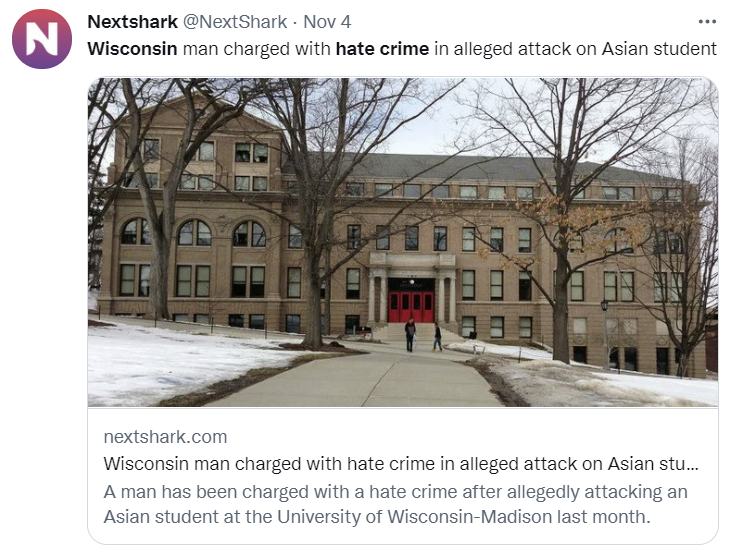 Nextshark @NextShark · Nov 4
Wisconsin man charged with hate crime in alleged attack on Asian student
nextshark.com
Wisconsin man charged with hate crime in alleged attack on Asian stu...
A man has been charged with a hate crime after allegedly attacking an
Asian student at the University of Wisconsin-Madison last month.